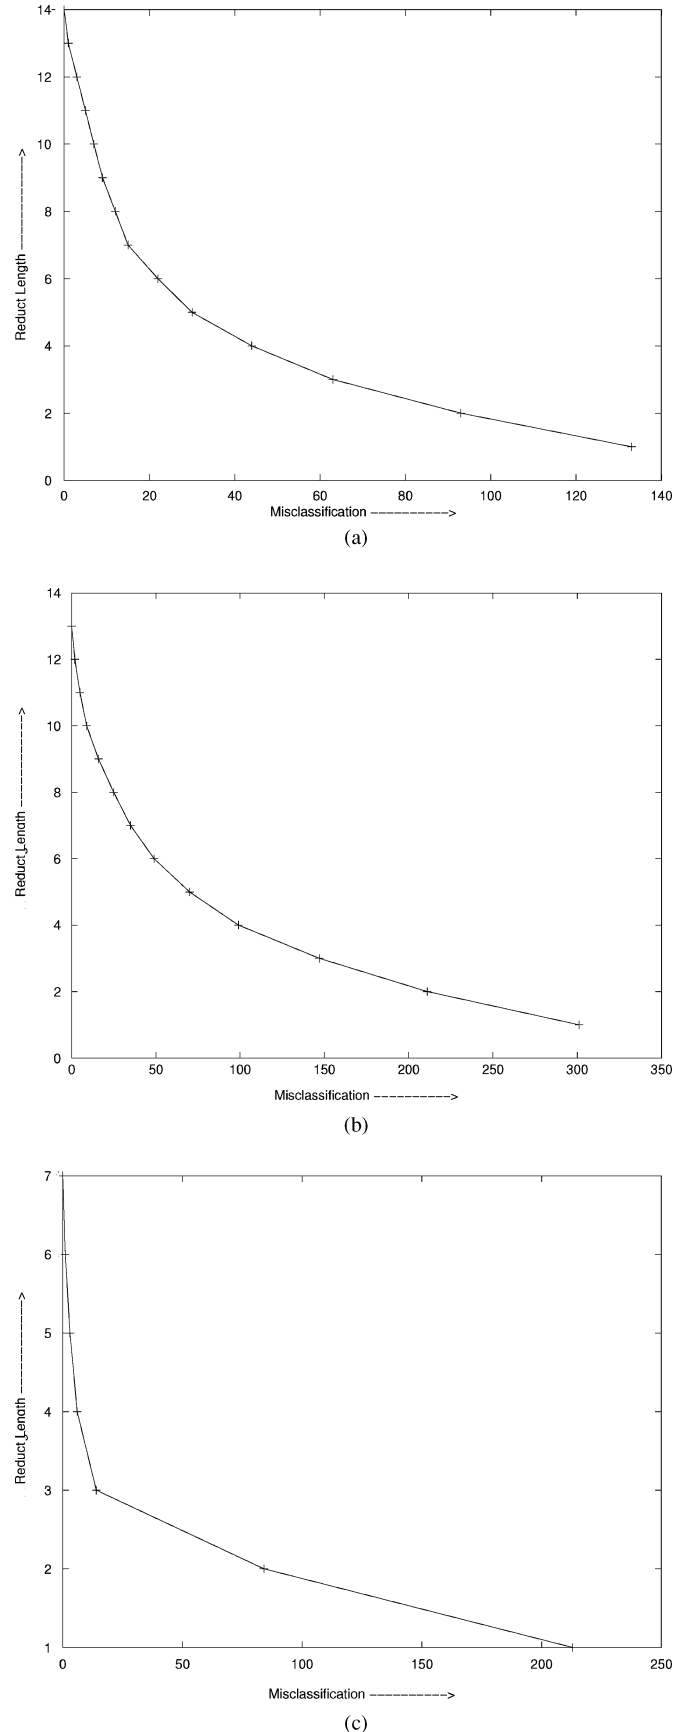 14
12
10
8
6
4
2
0
Reduct Length ----------->
0 20 40 60 80 100 120 140
Misclassification ----------->
(a)
14
12
10
8
6
4
2
0
Reduct Length ----------->
0 50 100 150 200 250 300 350
Misclassification ----------->
(b)
7
6
5
4
3
2
1
Reduct Length ----------->
0 50 100 150 200 250
Misclassification ----------->
(c)